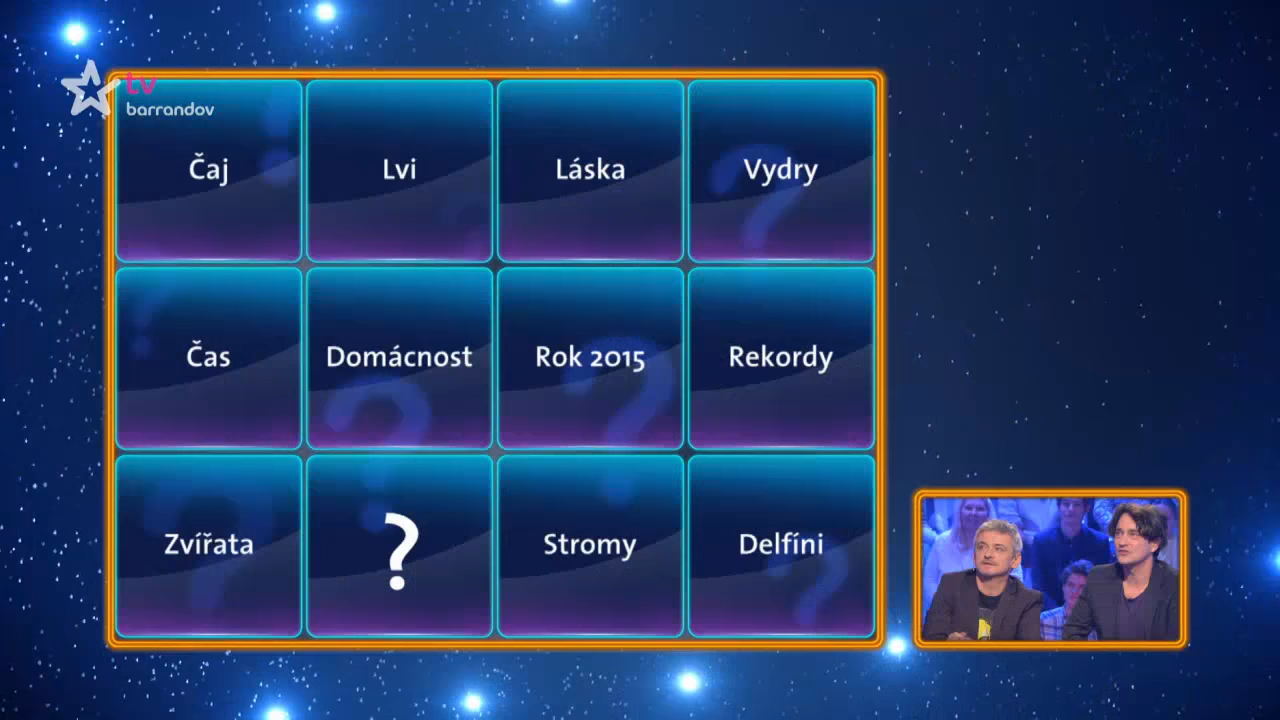 tv
barrandov
Čaj
Lvi
Láska
Vydry
Čas
Domácnost
Rok 2015
Rekordy
Zvířata
?
Stromy
Delfíni